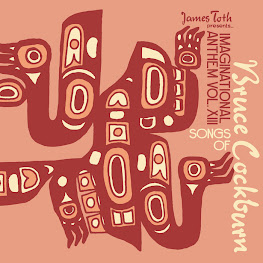 James Toth
presents...
IMAGINATIONAL
ANTHEM VOL. XIII
SONGS
OF
Bruce Cockburn